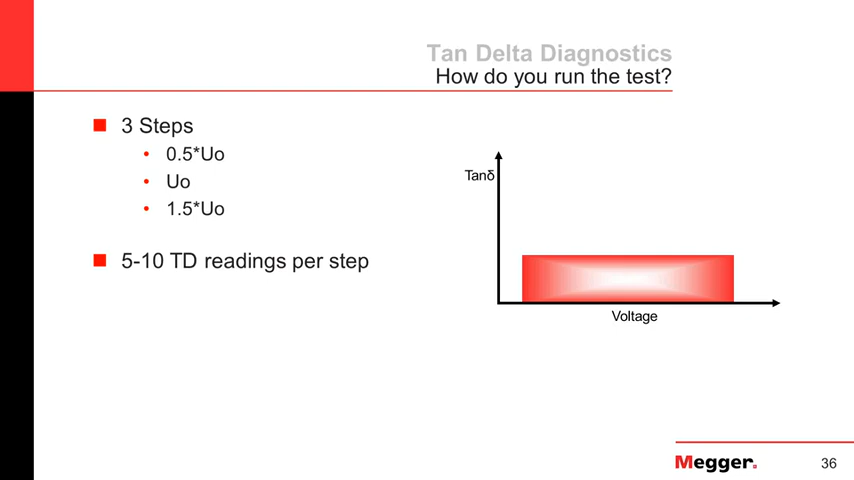 Tan Delta Diagnostics
How do you run the test?
3 Steps
0.5*Uo
Uo
1.5*Uo
5-10 TD readings per step
Tanδ
Voltage
Megger.
36